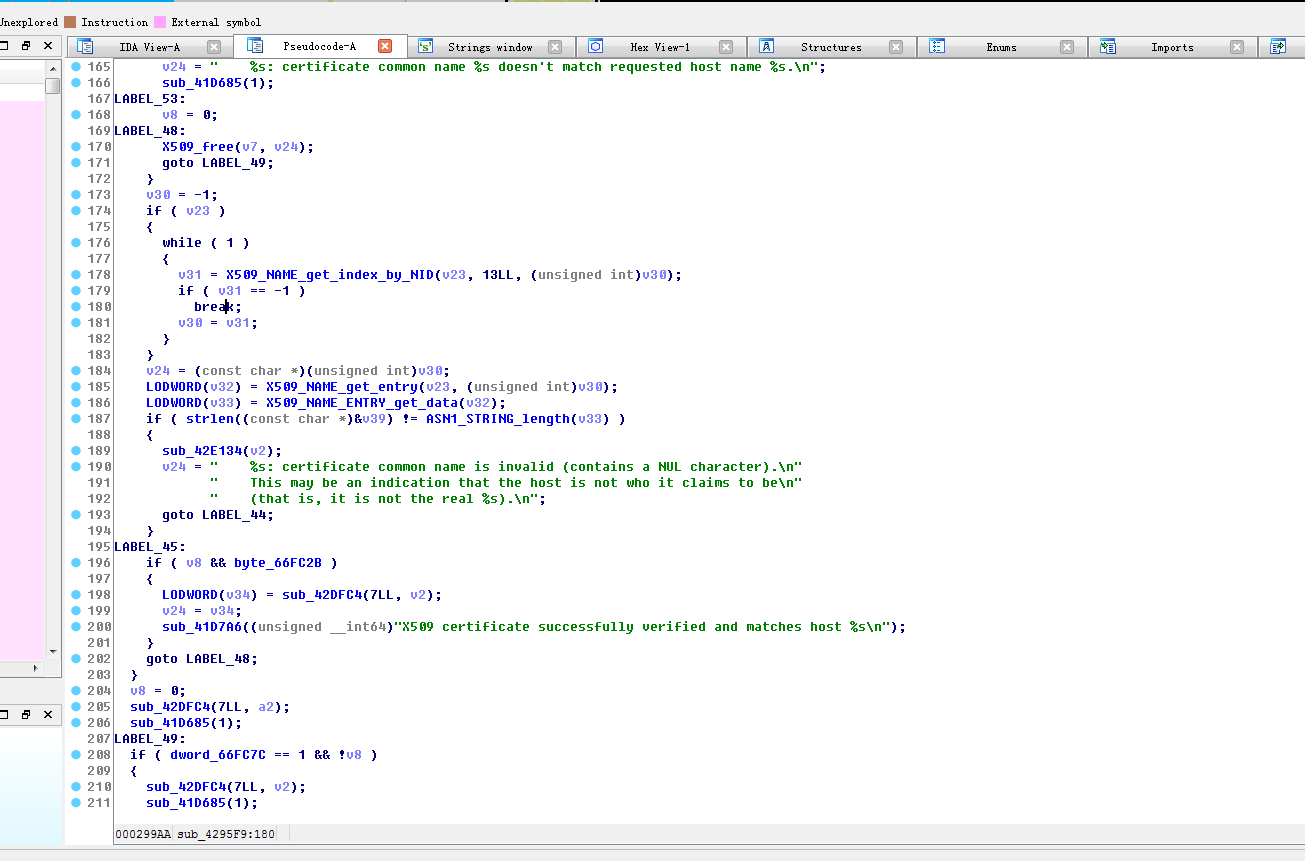 Unexplored Instruction External symbol
IDA View-A Pseudocode-A Strings window Hex View-1 Structures Enums Imports
165 v24 = "    %s: certificate common name %s doesn't match requested host name %s.\n";
166 sub_41D685(1);
167 LABEL_53:
168 v8 = 0;
169 LABEL_48:
170 X509_free(v7, v24);
171 goto LABEL_49;
172 }
173 v30 = -1;
174 if ( v23 )
175 {
176 while ( 1 )
177 {
178 v31 = X509_NAME_get_index_by_NID(v23, 13LL, (unsigned int)v30);
179 if ( v31 == -1 )
180 break;
181 v30 = v31;
182 }
183 }
184 v24 = (const char *)(unsigned int)v30;
185 LODWORD(v32) = X509_NAME_get_entry(v23, (unsigned int)v30);
186 LODWORD(v33) = X509_NAME_ENTRY_get_data(v32);
187 if ( strlen((const char *)&v39) != ASN1_STRING_length(v33) )
188 {
189 sub_42E134(v2);
190 v24 = "    %s: certificate common name is invalid (contains a NUL character).\n"
191 "    This may be an indication that the host is not who it claims to be\n"
192 "    (that is, it is not the real %s).\n";
193 goto LABEL_44;
194 }
195 LABEL_45:
196 if ( v8 && byte_66FC2B )
197 {
198 LODWORD(v34) = sub_42DFC4(7LL, v2);
199 v24 = v34;
200 sub_41D7A6((unsigned __int64)"X509 certificate successfully verified and matches host %s\n");
201 }
202 goto LABEL_48;
203 }
204 v8 = 0;
205 sub_42DFC4(7LL, a2);
206 sub_41D685(1);
207 LABEL_49:
208 if ( dword_66FC7C == 1 && !v8 )
209 {
210 sub_42DFC4(7LL, v2);
211 sub_41D685(1);
000299AA sub_4295F9:180